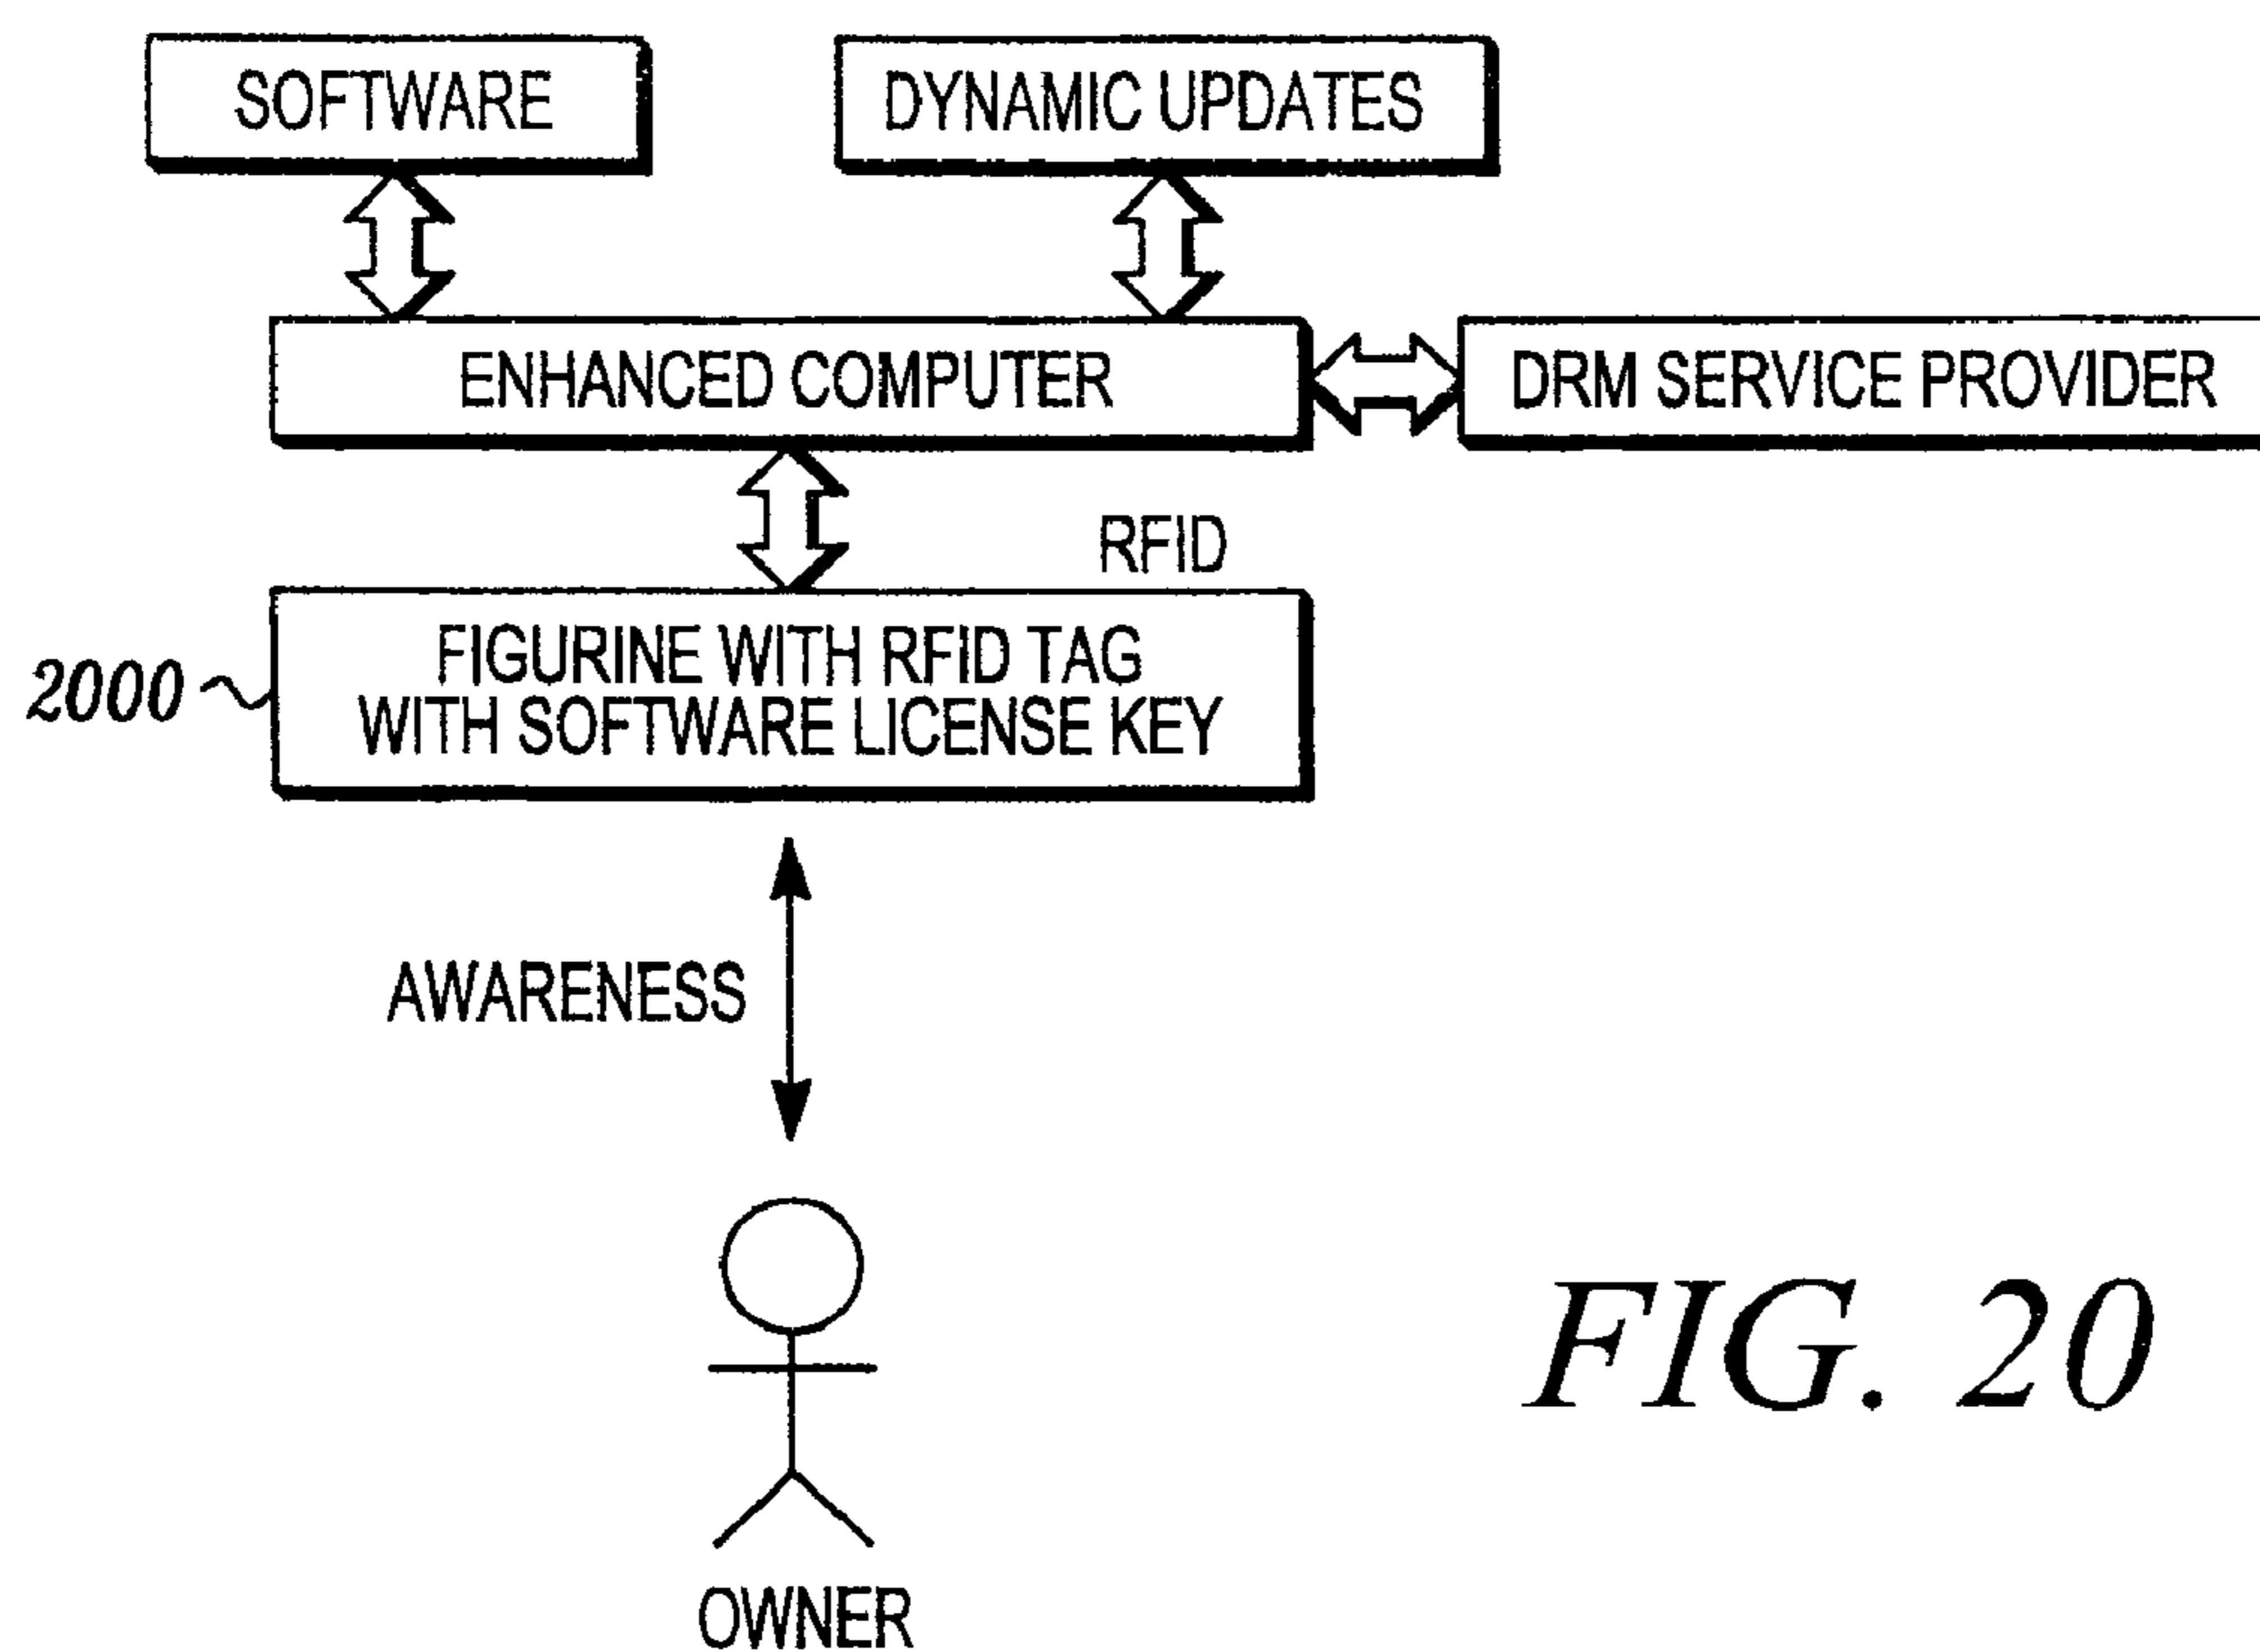 SOFTWARE
DYNAMIC UPDATES
ENHANCED COMPUTER
DRM SERVICE PROVIDER
RFID
2000
FIGURINE WITH RFID TAG
WITH SOFTWARE LICENSE KEY
AWARENESS
OWNER
FIG. 20